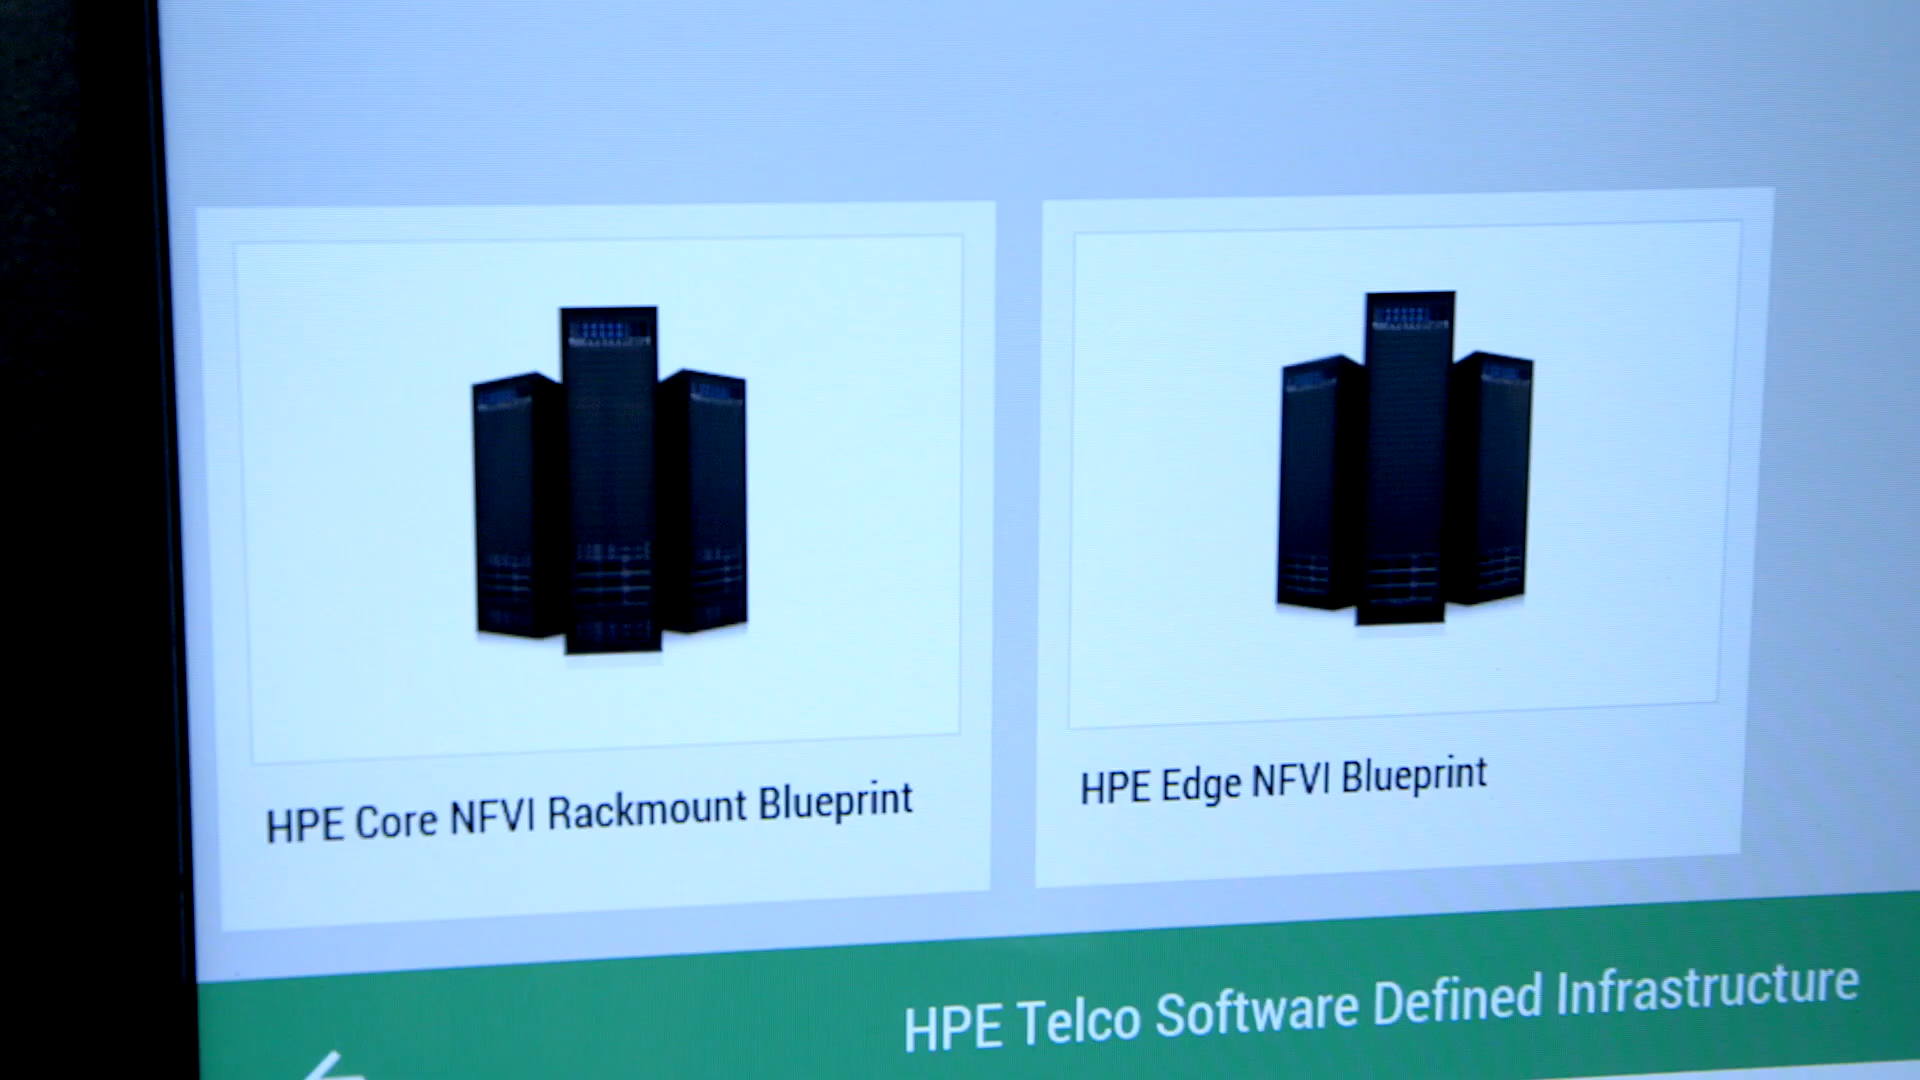 HPE Core NFVI Rackmount Blueprint
HPE Edge NFVI Blueprint
HPE Telco Software Defined Infrastructure